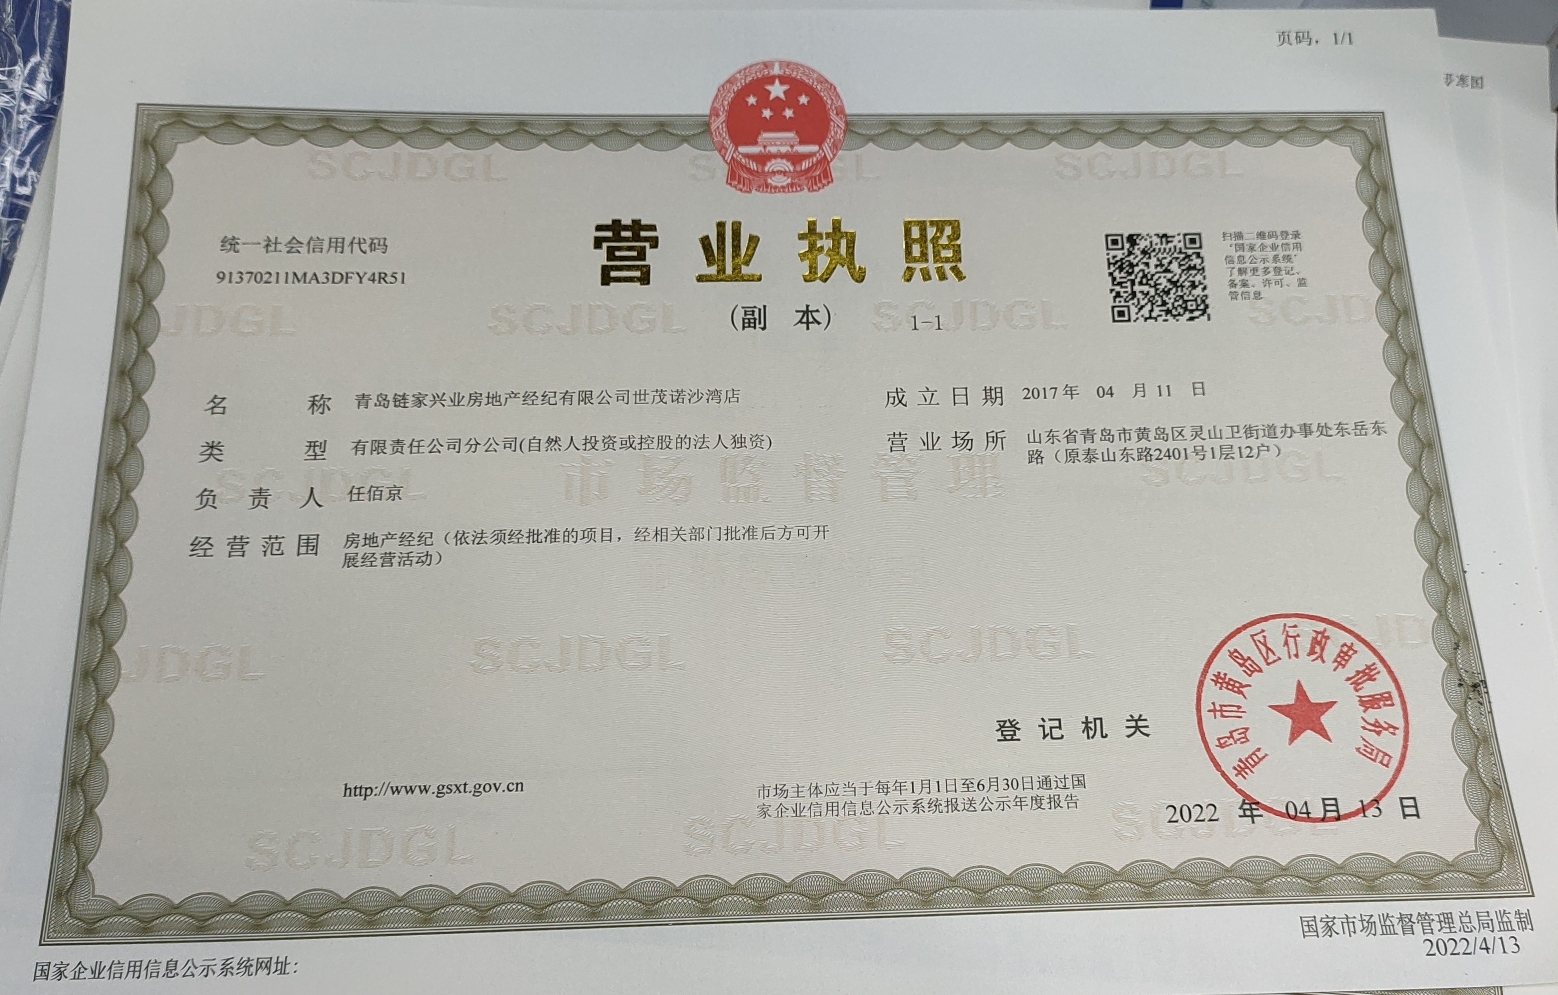 页码，1/1
营业执照
（副 本） 1-1
统一社会信用代码
91370211MA3DFY4R51
扫描二维码登录
“国家企业信用
信息公示系统”
了解更多登记、
备案、许可、监
管信息
名称 青岛链家兴业房地产经纪有限公司世茂诺沙湾店
类型 有限责任公司分公司(自然人投资或控股的法人独资)
负责人 任佰京
经营范围 房地产经纪（依法须经批准的项目，经相关部门批准后方可开
展经营活动）
成立日期 2017年 04 月 11 日
营业场所 山东省青岛市黄岛区灵山卫街道办事处东岳东
路（原泰山东路2401号1层12户）
SCJDGL
市场监督管理
登记机关
青岛市黄岛区行政审批服务局
2022 年 04 月 13 日
http://www.gsxt.gov.cn
市场主体应当于每年1月1日至6月30日通过国
家企业信用信息公示系统报送公示年度报告
国家企业信用信息公示系统网址：
国家市场监督管理总局监制
2022/4/13